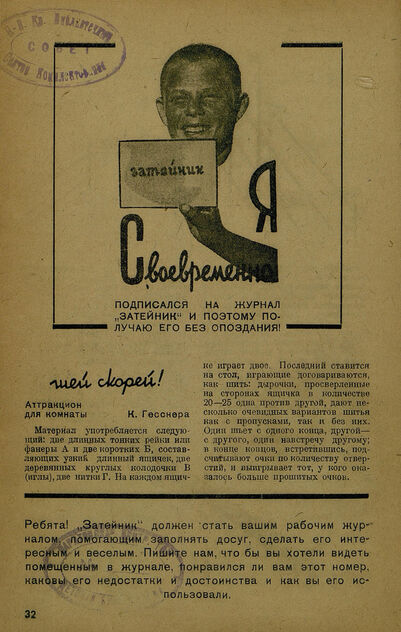 СОВЕТ
затейник
Я
Своевременно
ПОДПИСАЛСЯ НА ЖУРНАЛ
„ЗАТЕЙНИК“ И ПОЭТОМУ ПО-
ЛУЧАЮ ЕГО БЕЗ ОПОЗДАНИЯ!
шей скорей!
Аттракцион
для комнаты К. Гесснера
Материал употребляется следую-
щий: две длинных тонких рейки или
фанеры А и две коротких Б, состав-
ляющих узкий длинный ящичек, две
деревянных круглых колодочки В
(иглы), две нитки Г. На каждом ящич-
ке играет двое. Последний ставится
на стол, играющие договариваются,
как шить: дырочки, просверленные
на сторонах ящичка в количестве
20—25 одна против другой, дают не-
сколько очевидных вариантов шитья
как с пропусками, так и без них.
Один шьет с одного конца, другой—
с другого, один навстречу другому;
в конце концов, встретившись, под-
считывают очки по количеству отвер-
стий, и выигрывает тот, у кого ока-
залось больше прошитых очков.
Ребята! „Затейник“ должен стать вашим рабочим жур-
налом, помогающим заполнять досуг, сделать его инте-
ресным и веселым. Пишите нам, что бы вы хотели видеть
помещенным в журнале, понравился ли вам этот номер,
каковы его недостатки и достоинства и как вы его ис-
пользовали.
32